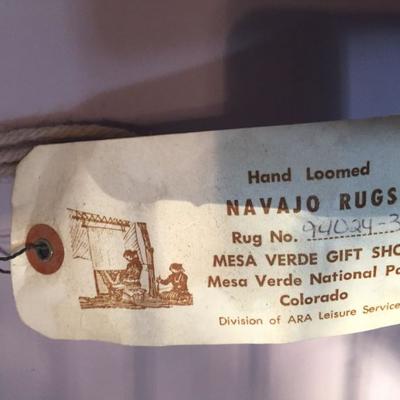 Hand Loomed
NAVAJO RUGS
Rug No. 94024-3
MESA VERDE GIFT SHO
Mesa Verde National Pa
Colorado
Division of ARA Leisure Service